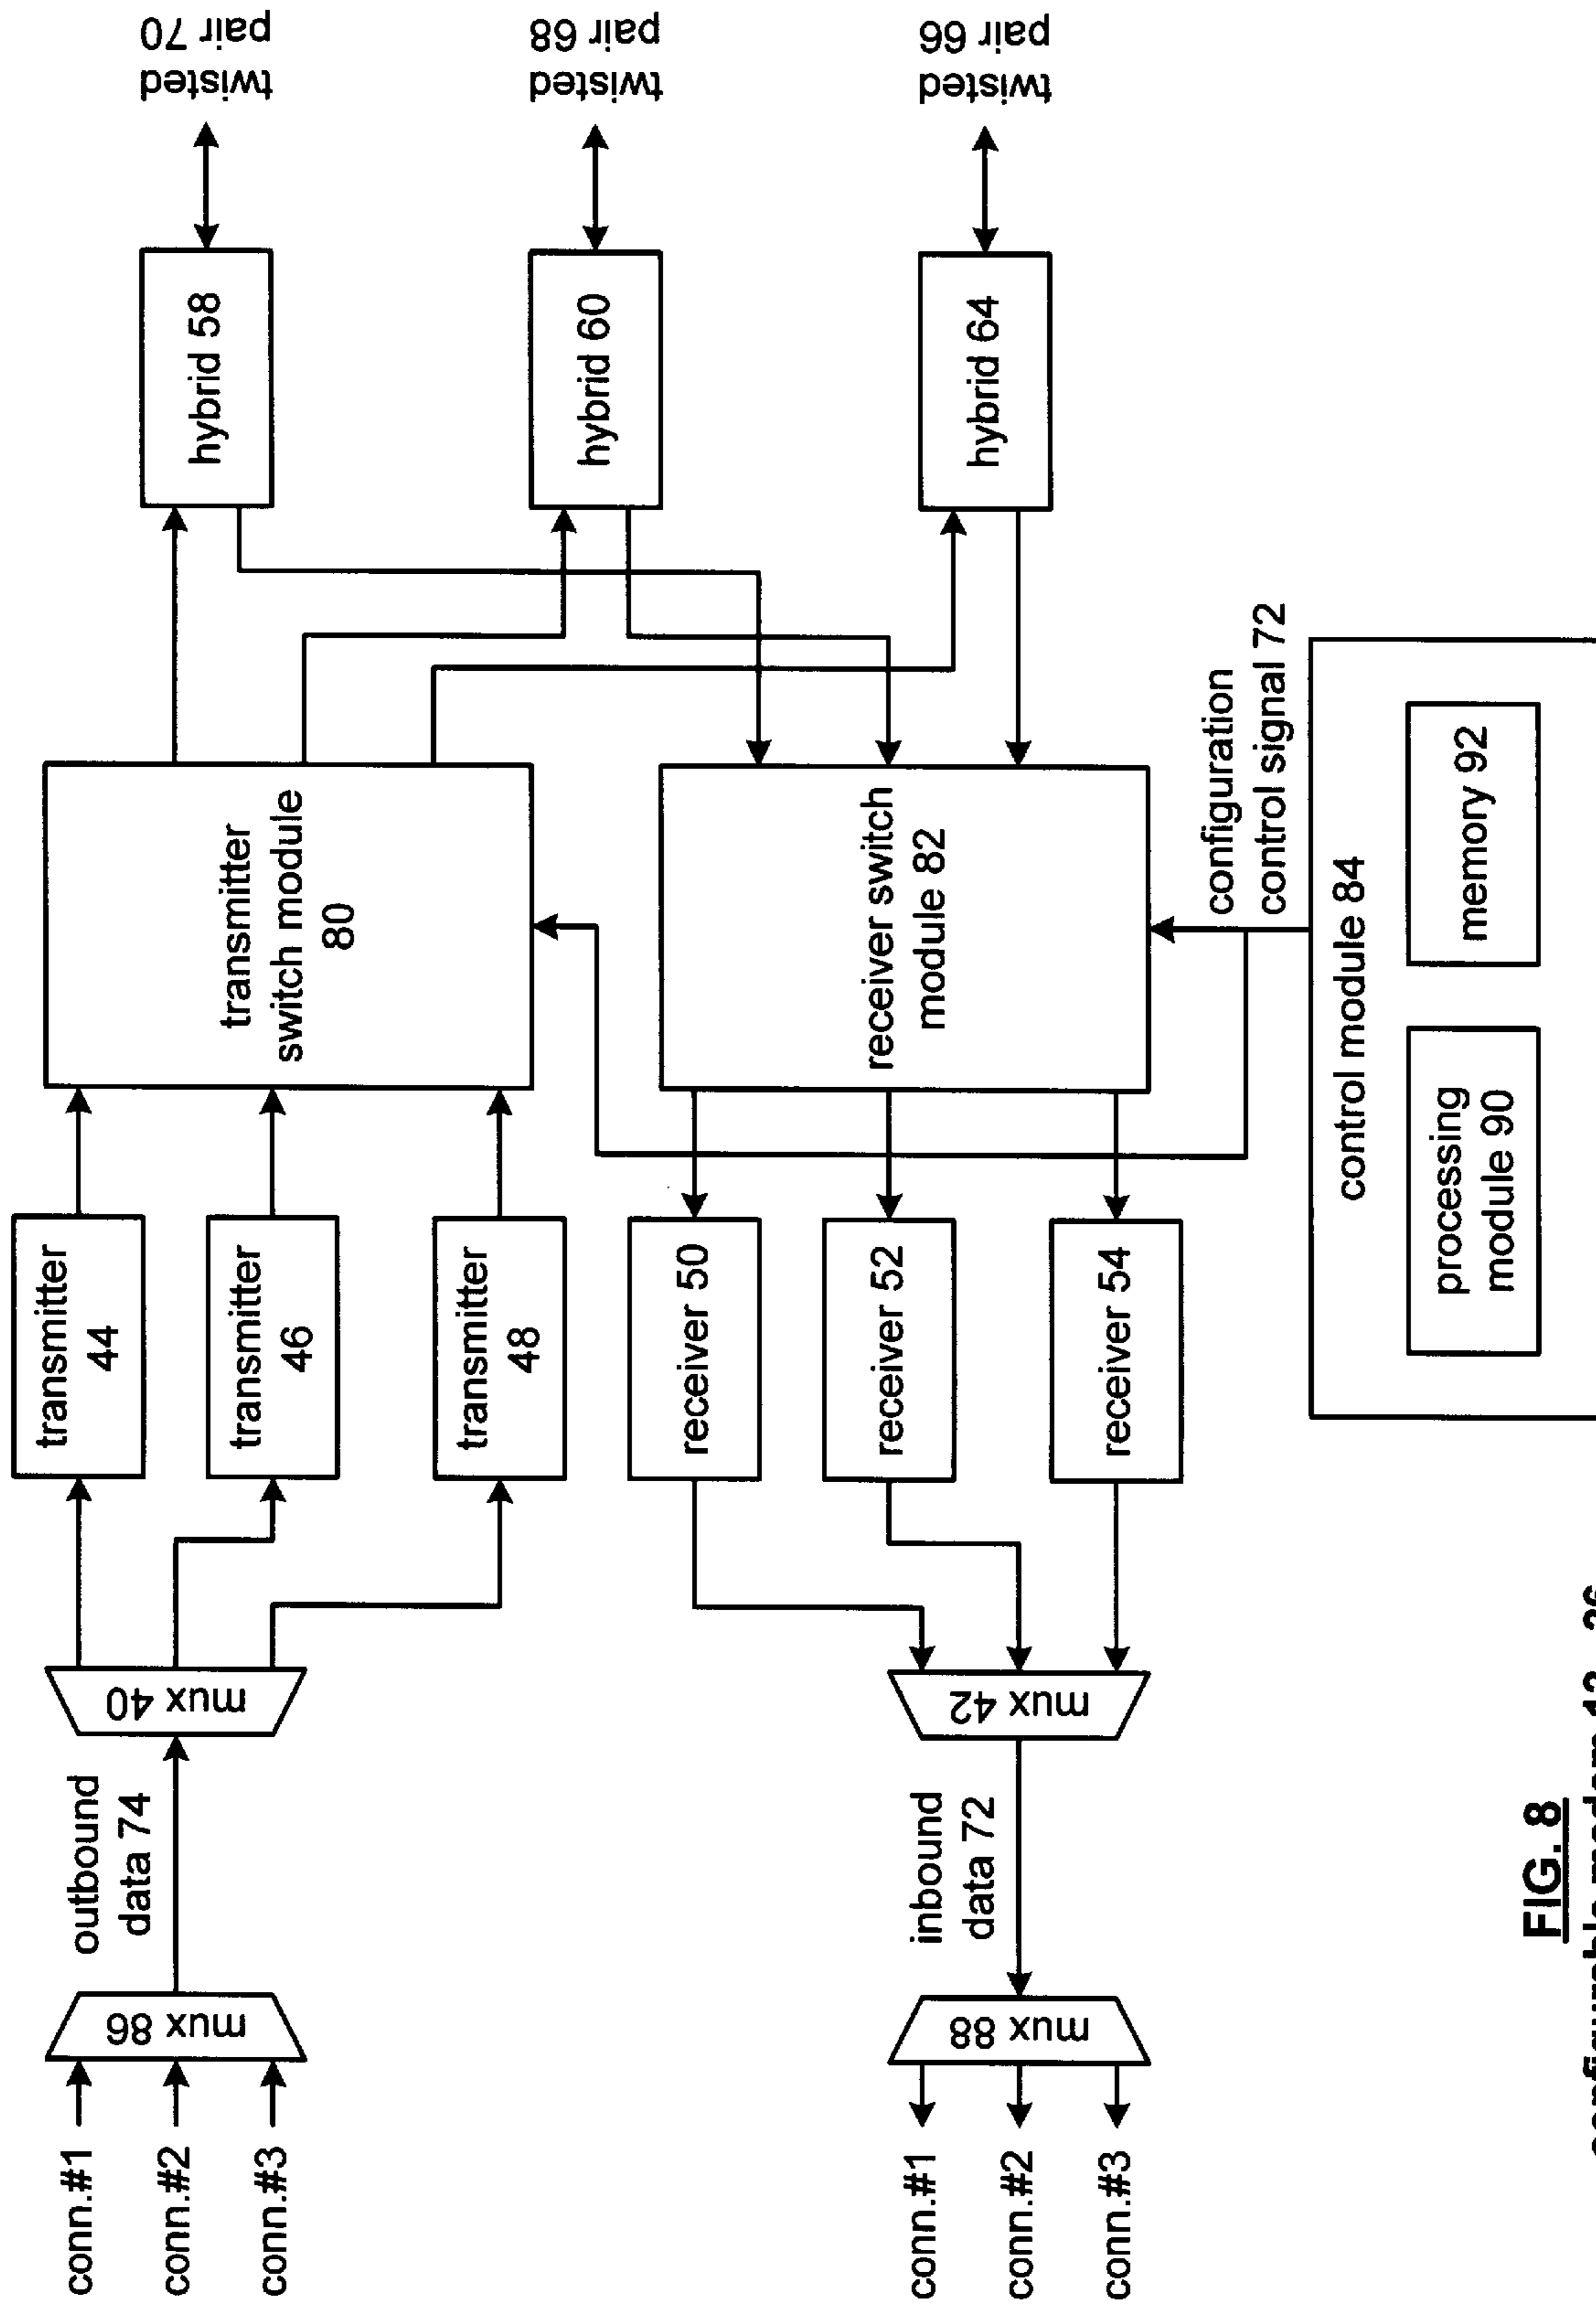 conn.#1
conn.#2
conn.#3
mux 86
outbound
data 74
mux 40
transmitter
44
transmitter
46
transmitter
48
transmitter
switch module
80
hybrid 58
twisted
pair 70
hybrid 60
twisted
pair 68
hybrid 64
twisted
pair 66
conn.#1
conn.#2
conn.#3
mux 88
inbound
data 72
mux 42
receiver 50
receiver 52
receiver 54
receiver switch
module 82
configuration
control signal 72
control module 84
processing
module 90
memory 92
FIG. 8
configurable modem 12